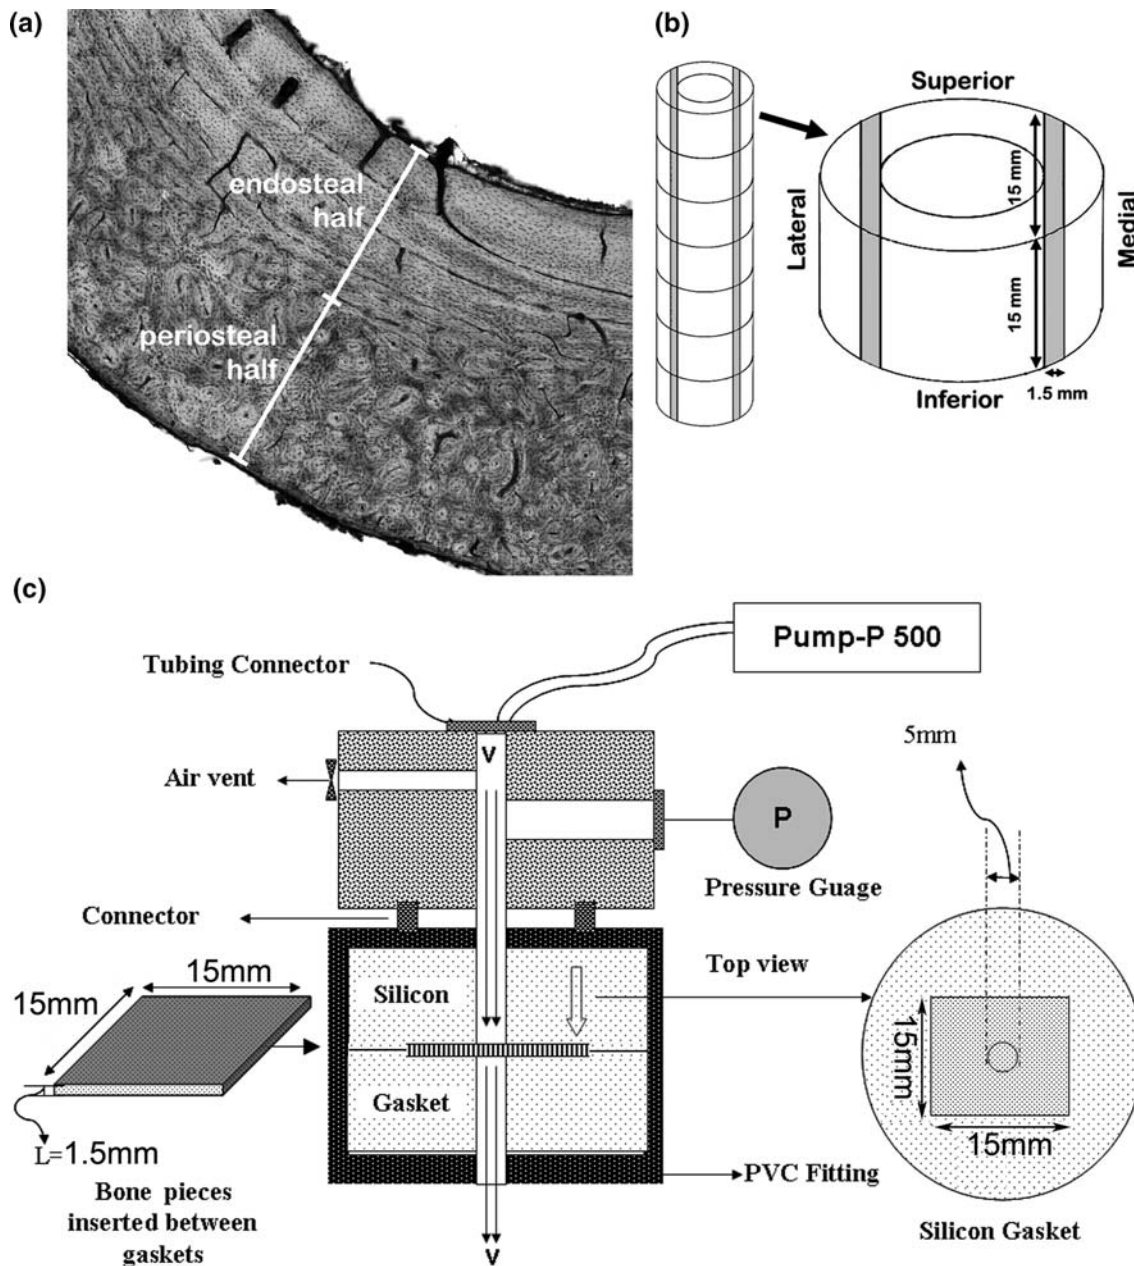 (a)
endosteal
half
periosteal
half
(b)
Superior
Lateral
15 mm
15 mm
Medial
1.5 mm
Inferior
(c)
Pump-P 500
Tubing Connector
V
Air vent
P
Pressure Guage
5mm
Connector
Top view
15mm
15mm
Silicon
Gasket
L=1.5mm
Bone pieces
inserted between
gaskets
PVC Fitting
V
15mm
15mm
Silicon Gasket